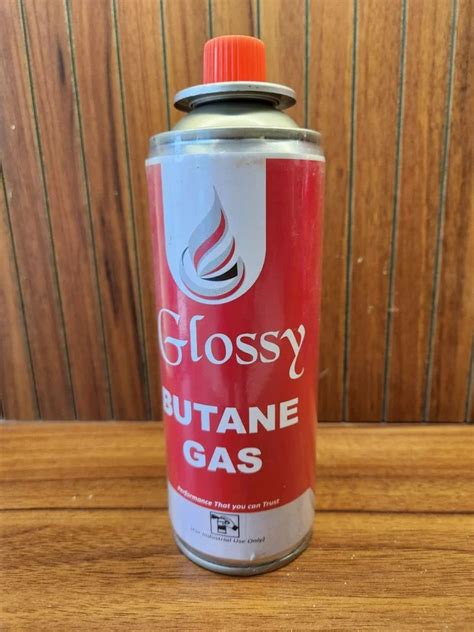 Glossy
BUTANE
GAS
Performance That you can Trust
(For Industrial Use Only)